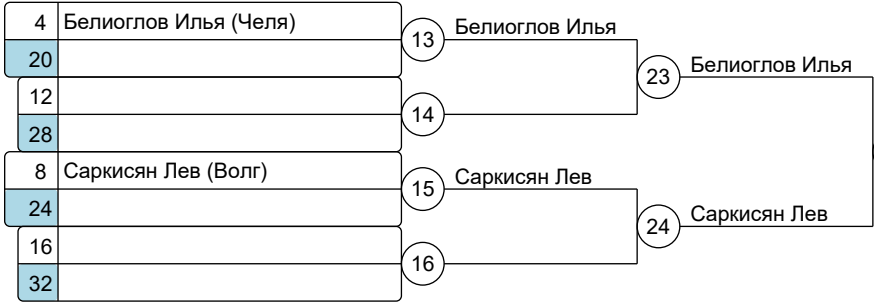 4 Белиоглов Илья (Челя)
20
13 Белиоглов Илья
12
28
14
23 Белиоглов Илья
8 Саркисян Лев (Волг)
24
15 Саркисян Лев
16
32
16
24 Саркисян Лев